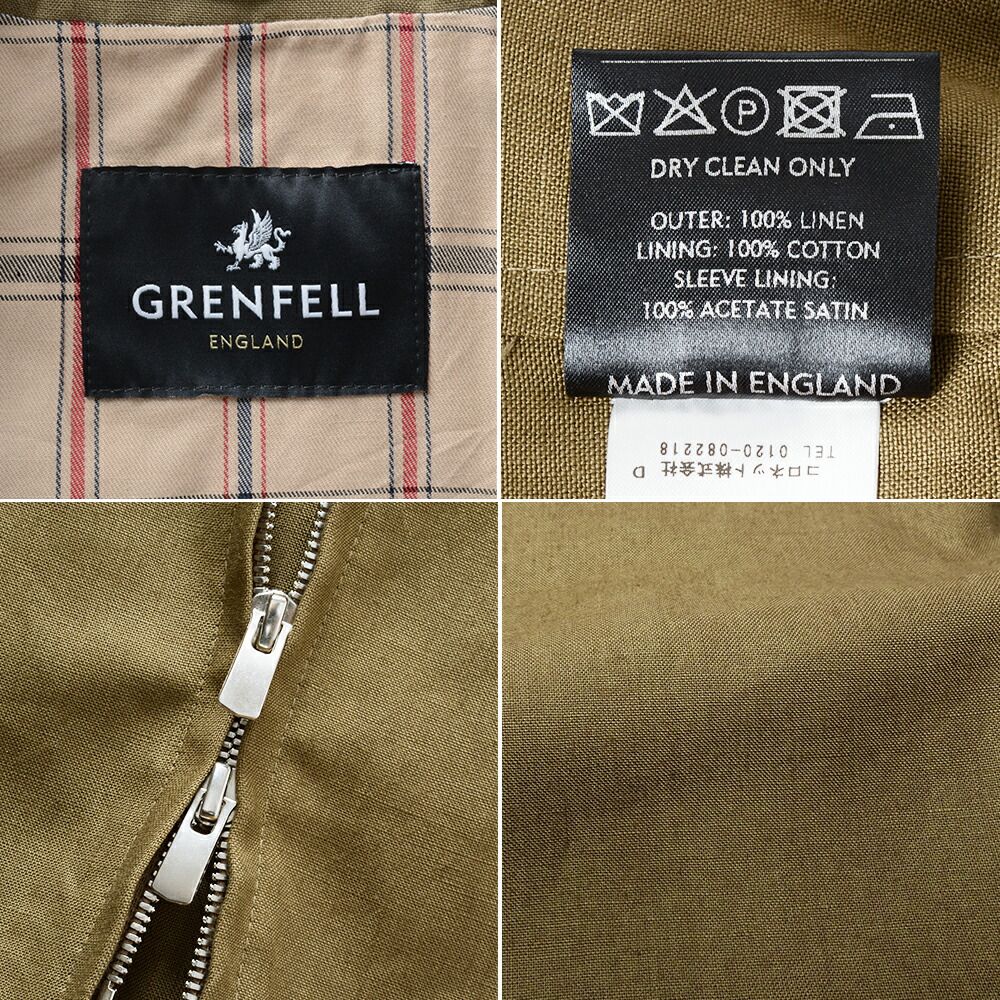 GRENFELL
ENGLAND
P
DRY CLEAN ONLY
OUTER: 100% LINEN
LINING: 100% COTTON
SLEEVE LINING:
100% ACETATE SATIN
MADE IN ENGLAND
コロネット株式会社 D
TEL 0120-082218